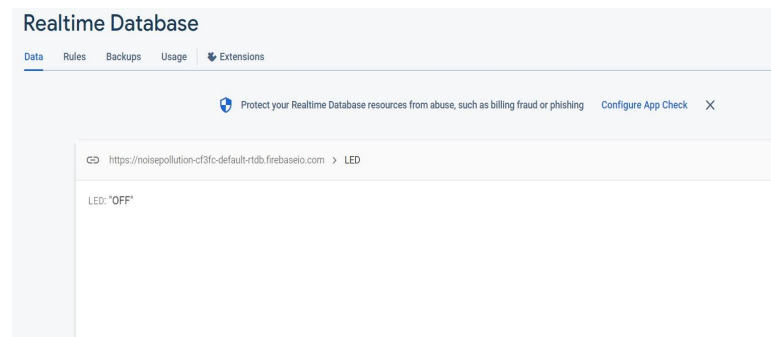 Realtime Database
Data Rules Backups Usage Extensions
Protect your Realtime Database resources from abuse, such as billing fraud or phishing Configure App Check
https://noisepollution-cf3fc-default-rtdb.firebaseio.com > LED
LED: "OFF"